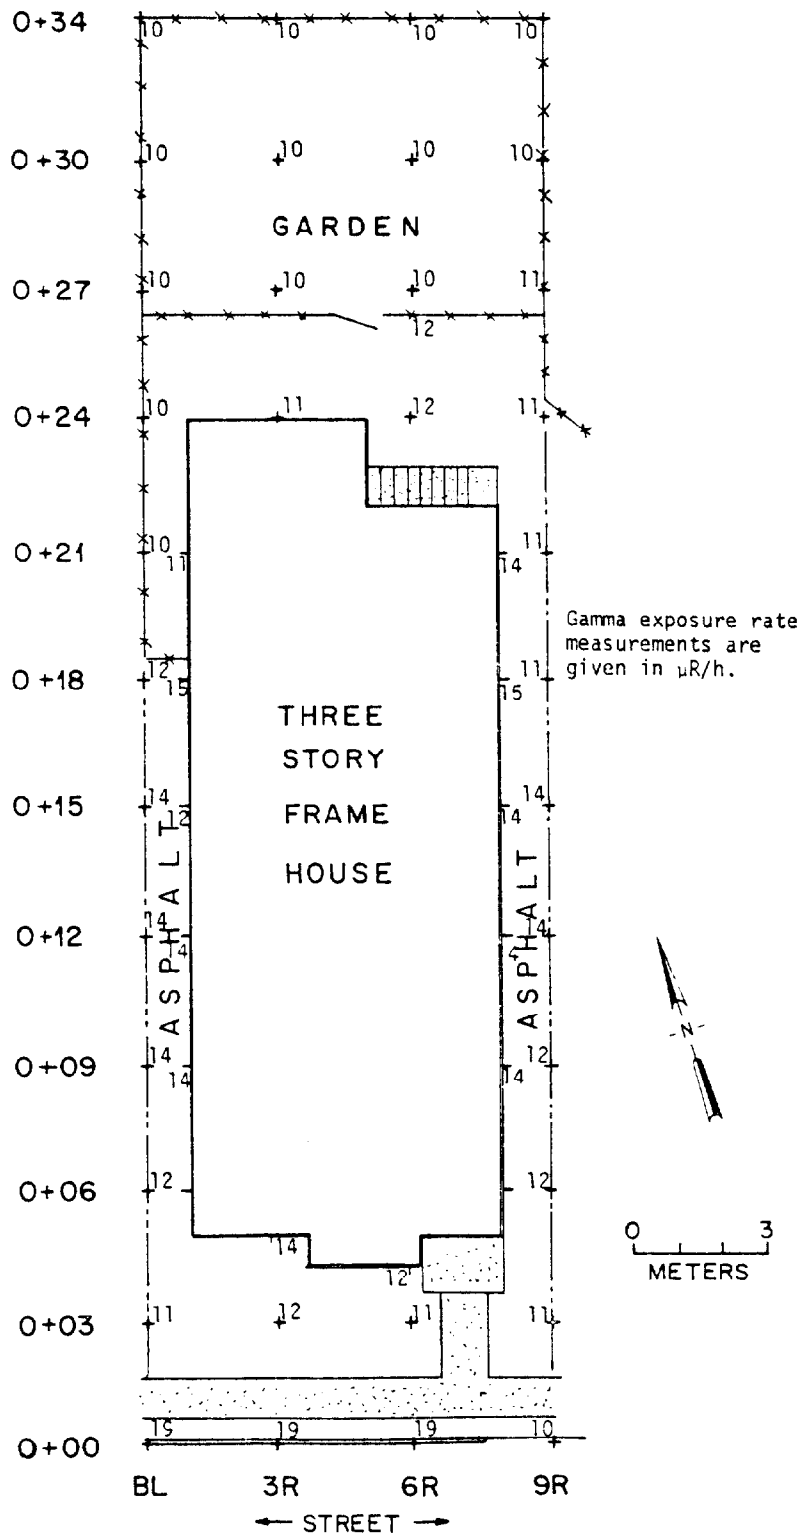 0+34
10 10 10 10
0+30
10 10 10 10
GARDEN
0+27
10 10 10 11
12
0+24
10 11 12 11
0+21
10 11 14 11
Gamma exposure rate
measurements are
given in µR/h.
0+18
12 15 15 11
THREE
STORY
FRAME
HOUSE
0+15
14 12 14 14
ASPHALT
ASPHALT
0+12
14
0+09
14 14 14 12
N
0+06
12 12
14
12
0 3
METERS
0+03
11 12 11 11
0+00
19 19 19 10
BL 3R 6R 9R
STREET